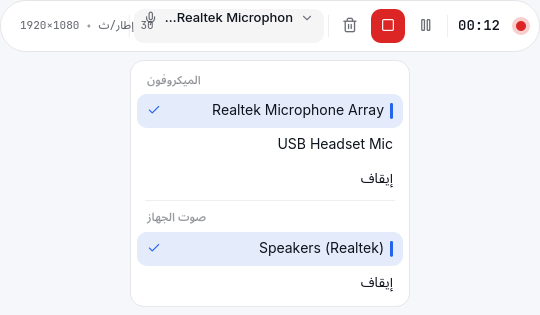 00:12
Realtek Microphon...
1920×1080 • 30 إطار/ث
الميكروفون
Realtek Microphone Array
USB Headset Mic
إيقاف
صوت الجهاز
Speakers (Realtek)
إيقاف